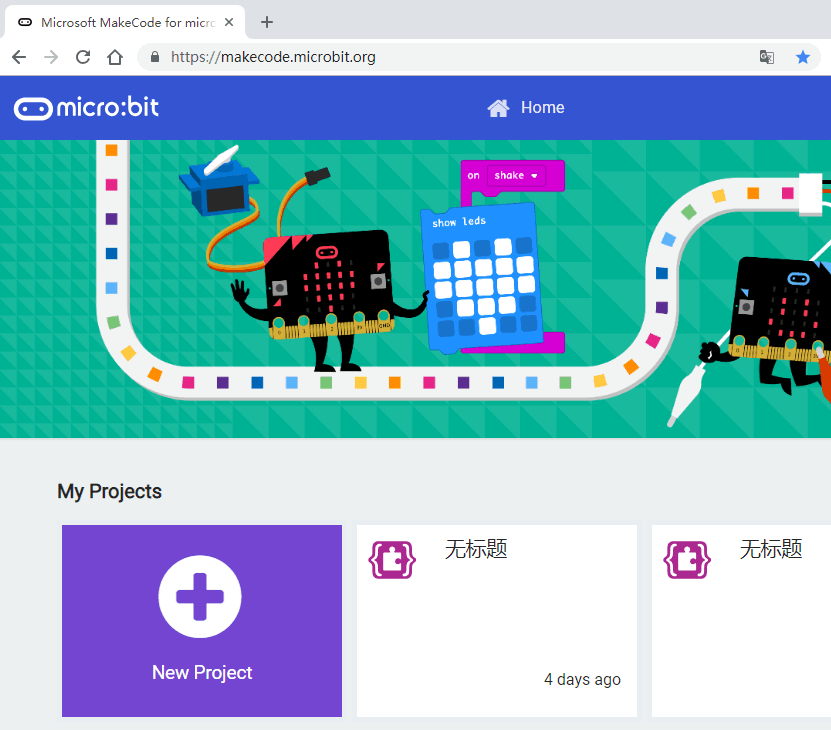 Microsoft MakeCode for micro
https://makecode.microbit.org
micro:bit
Home
on shake
show leds
My Projects
无标题
无标题
New Project
4 days ago